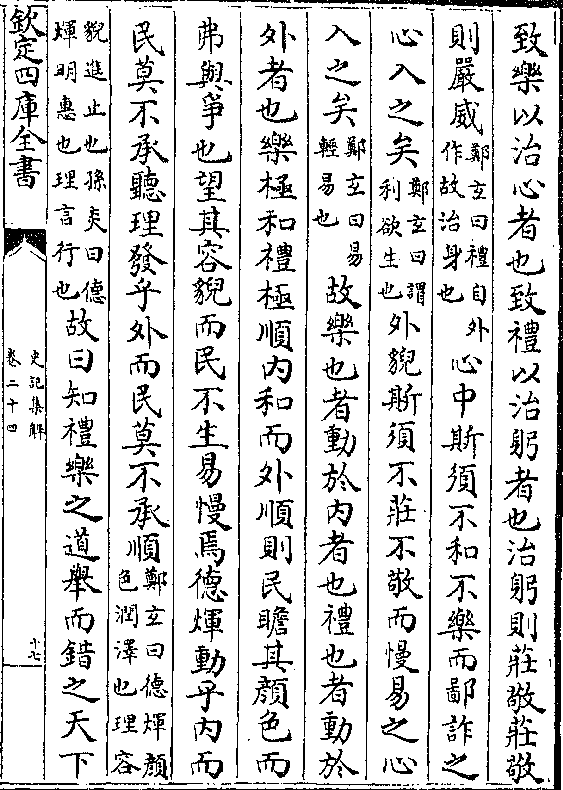 致樂以治心者也致禮以治躬者也治躬則莊敬莊敬
則嚴威鄭玄曰禮自外作故治身也心中斯須不和不樂而鄙詐之
心入之矣鄭玄曰謂利欲生也外貌斯須不莊不敬而慢易之心
入之矣鄭玄曰易輕易也故樂也者動於内者也禮也者動於
外者也樂極和禮極順内和而外順則民瞻其顔色而
弗與爭也望其容貌而民不生易慢焉德煇動乎内而
民莫不承聽理發乎外而民莫不承順鄭玄曰德煇顔色潤澤也理容
貌進止也孫炎曰德煇明惠也理言行也故曰知禮樂之道舉而錯之天下
欽定四庫全書
史記集解
卷二十四
十七